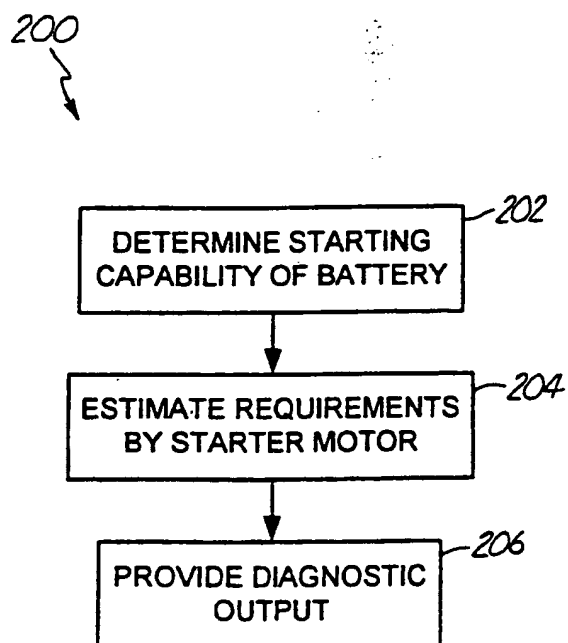 200
202
DETERMINE STARTING
CAPABILITY OF BATTERY
204
ESTIMATE REQUIREMENTS
BY STARTER MOTOR
206
PROVIDE DIAGNOSTIC
OUTPUT